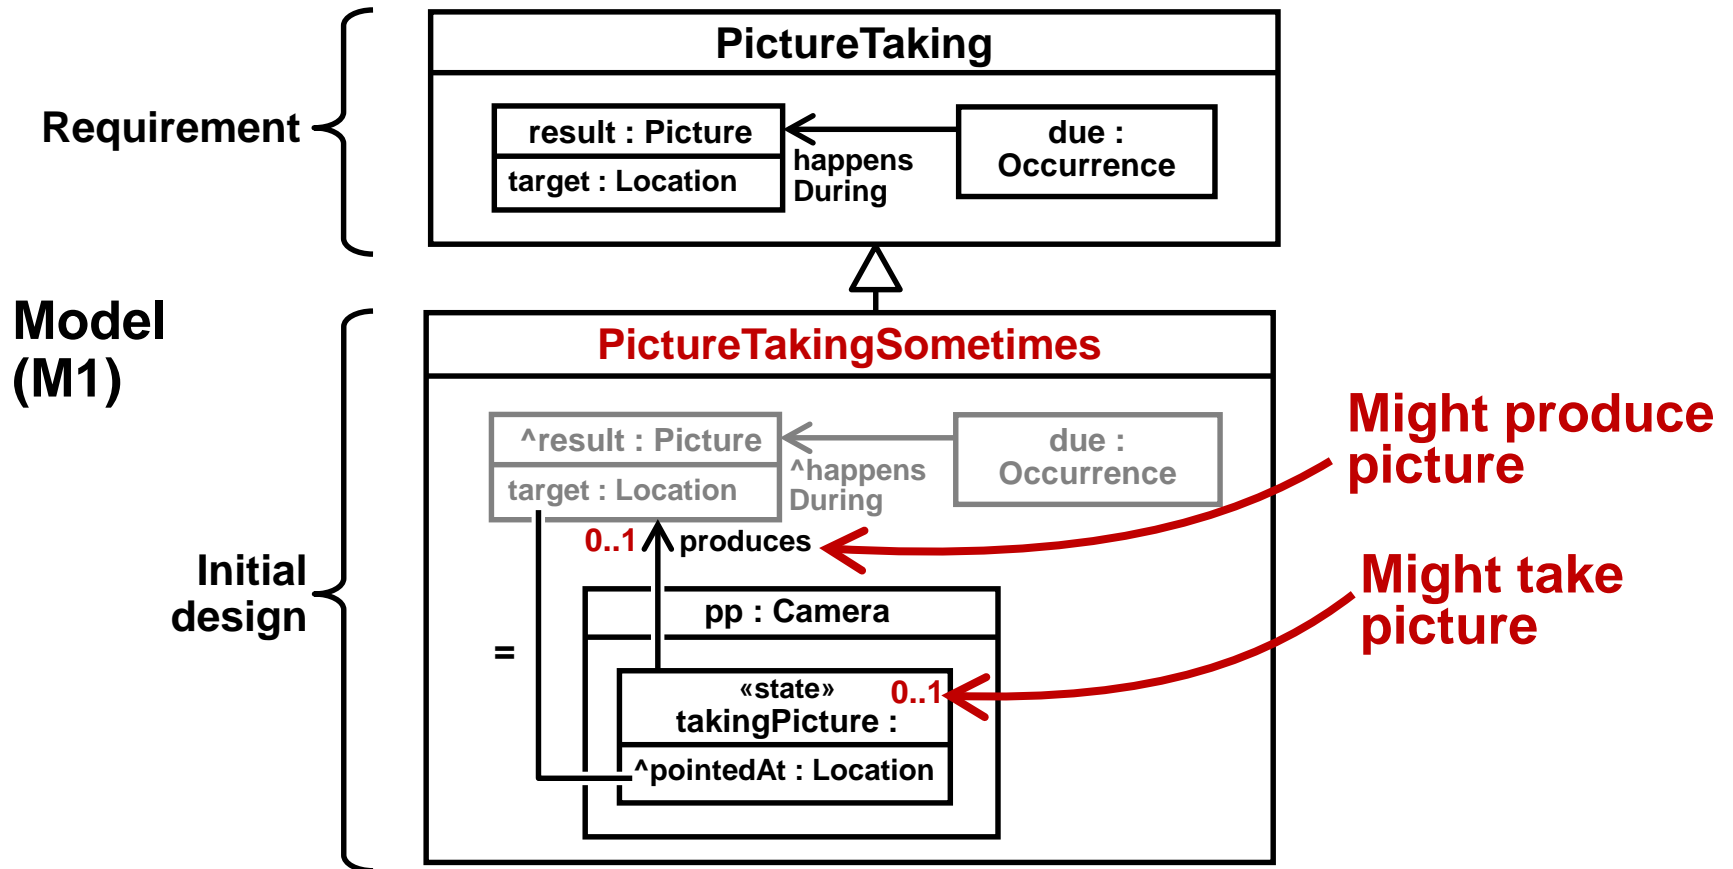 PictureTaking
Requirement
result : Picture
target : Location
happens
During
due :
Occurrence
Model
(M1)
PictureTakingSometimes
Initial
design
^result : Picture
target : Location
^happens
During
due :
Occurrence
0..1
produces
=
pp : Camera
«state»
0..1
takingPicture :
^pointedAt : Location
Might produce
picture
Might take
picture